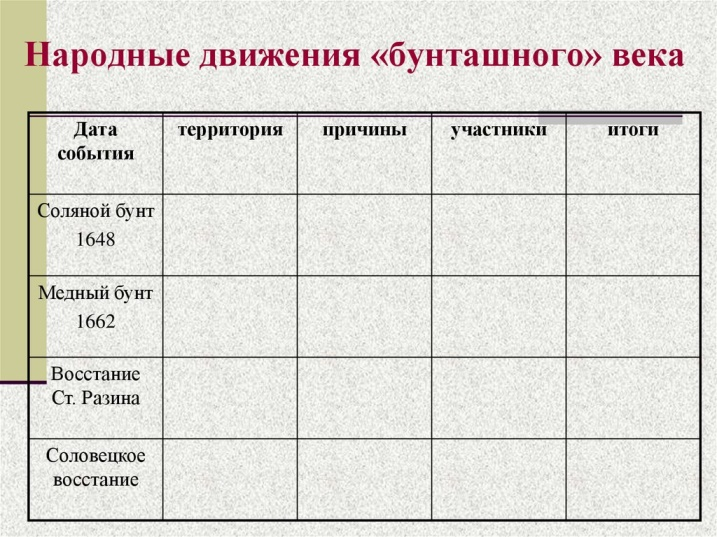 Народные движения «бунташного» века
Дата
события
территория
причины
участники
итоги
Соляной бунт
1648
Медный бунт
1662
Восстание
Ст. Разина
Соловецкое
восстание